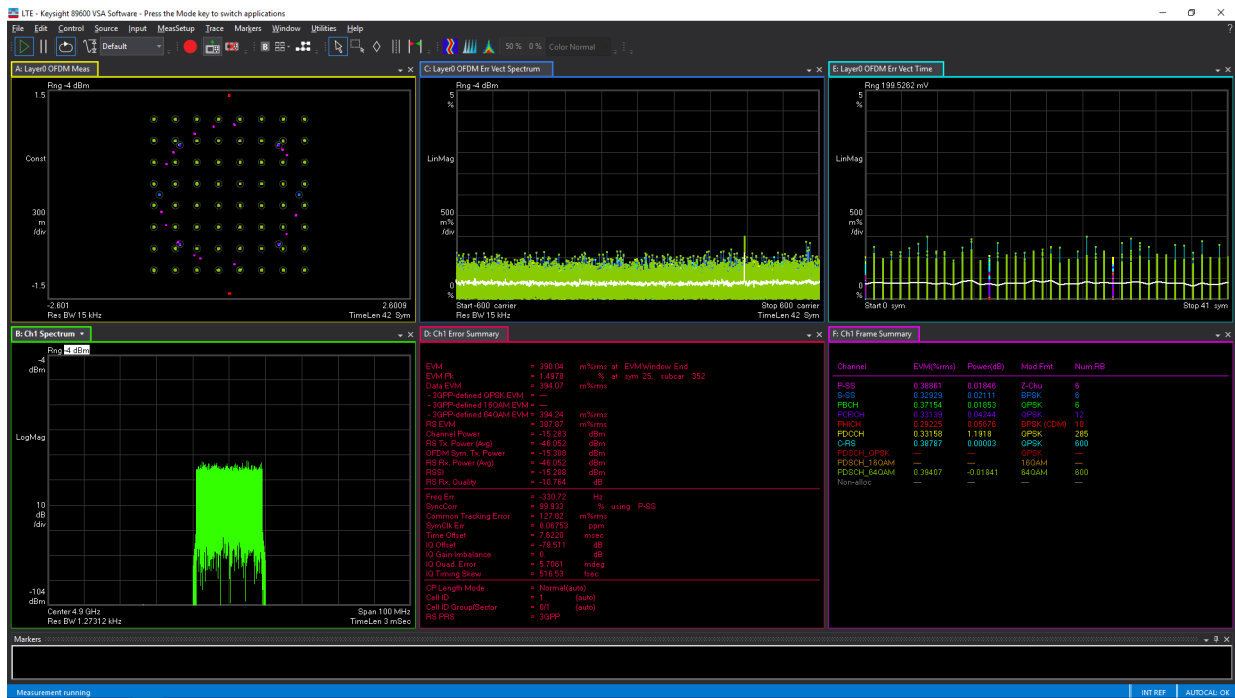 LTE - Keysight 89600 VSA Software - Press the Mode key to switch applications
File Edit Control Source Input MeasSetup Trace Markers Window Utilities Help
?
Default
B
50 % 0 % Color Normal
A: Layer0 OFDM Meas
Rng -4 dBm
1.5
Const
300
m
/div
-1.5
-2.601
2.6009
Res BW 15 kHz
TimeLen 42 Sym
C: Layer0 OFDM Err Vect Spectrum
Rng -4 dBm
5
%
LinMag
500
m%
/div
0
%
Start -600 carrier
Stop 600 carrier
Res BW 15 kHz
TimeLen 42 Sym
E: Layer0 OFDM Err Vect Time
Rng 199.5262 mV
5
%
LinMag
500
m%
/div
0
%
Start 0 sym
Stop 41 sym
B: Ch1 Spectrum
Rng -4 dBm
-4
dBm
LogMag
10
dB
/div
-104
dBm
Center 4.9 GHz
Span 100 MHz
Res BW 1.27312 kHz
TimeLen 3 mSec
D: Ch1 Error Summary
EVM = 390.04 m%rms at EVMWindow End
EVM Pk = 1.4978 % at sym 25, subcar 352
Data EVM = 394.07 m%rms
- 3GPP-defined QPSK EVM = —
- 3GPP-defined 16QAM EVM = —
- 3GPP-defined 64QAM EVM = 394.24 m%rms
RS EVM = 387.87 m%rms
Channel Power = -15.283 dBm
RS Tx. Power (Avg) = -46.052 dBm
OFDM Sym. Tx. Power = -15.388 dBm
RS Rx. Power (Avg) = -46.052 dBm
RSSI = -15.286 dBm
RS Rx. Quality = -10.764 dB
Freq Err = -330.72 Hz
SyncCorr = 99.933 % using P-SS
Common Tracking Error = 127.82 m%rms
SymClk Err = 0.06753 ppm
Time Offset = 7.6220 msec
IQ Offset = -79.511 dB
IQ Gain Imbalance = 0 dB
IQ Quad. Error = 5.7081 mdeg
IQ Timing Skew = 516.53 fsec
CP Length Mode = Normal(auto)
Cell ID = 1 (auto)
Cell ID Group/Sector = 0/1 (auto)
RS PRS = 3GPP
F: Ch1 Frame Summary
Channel EVM(%rms) Power(dB) Mod.Fmt. Num.RB
P-SS 0.38861 0.01846 Z-Chu 6
S-SS 0.32929 0.02111 BPSK 6
PBCH 0.37154 0.01853 QPSK 6
PCFICH 0.33139 0.04244 QPSK 12
PHICH 0.29225 0.05676 BPSK (CDM) 18
PDCCH 0.33158 1.1918 QPSK 285
C-RS 0.38787 0.00003 QPSK 600
PDSCH_QPSK — — QPSK —
PDSCH_16QAM — — 16QAM —
PDSCH_64QAM 0.39407 -0.01841 64QAM 600
Non-alloc — — — —
Markers
Measurement running
INT REF
AUTOCAL: OK